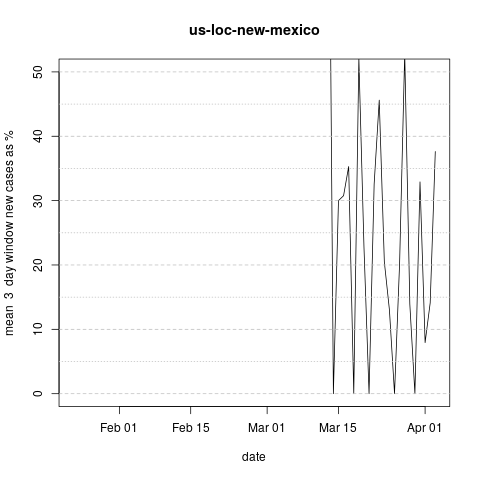 us-loc-new-mexico
mean 3 day window new cases as %
50
40
30
20
10
0
Feb 01 Feb 15 Mar 01 Mar 15 Apr 01
date